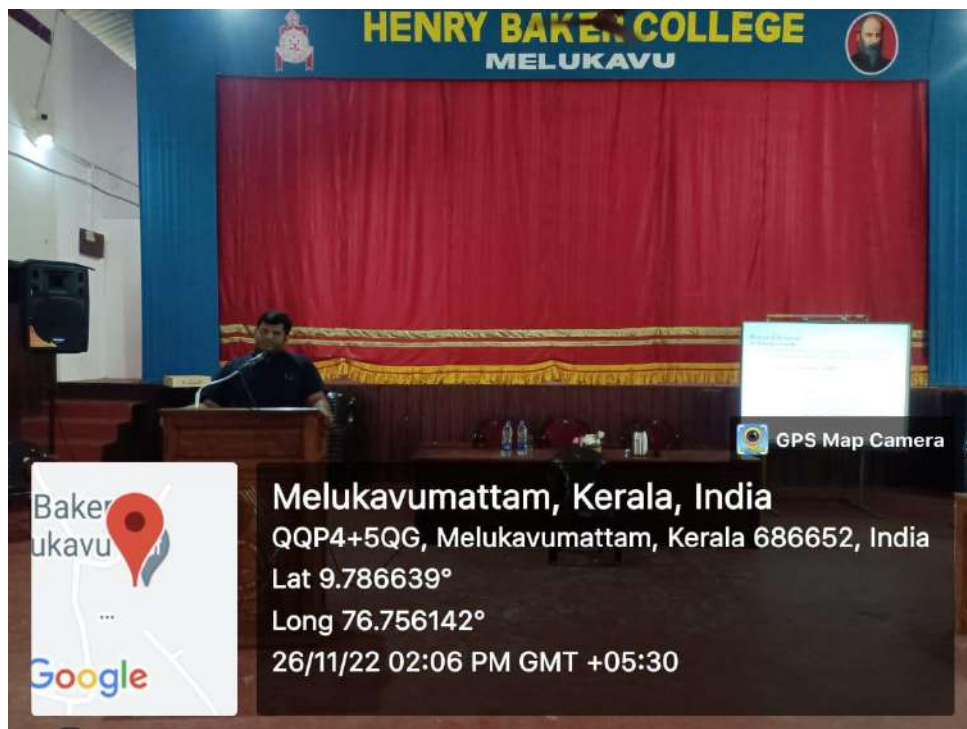 HENRY BAKER COLLEGE
MELUKAVU
GPS Map Camera
Baker
ukavu
Google
Melukavumattam, Kerala, India
QQP4+5QG, Melukavumattam, Kerala 686652, India
Lat 9.786639°
Long 76.756142°
26/11/22 02:06 PM GMT +05:30